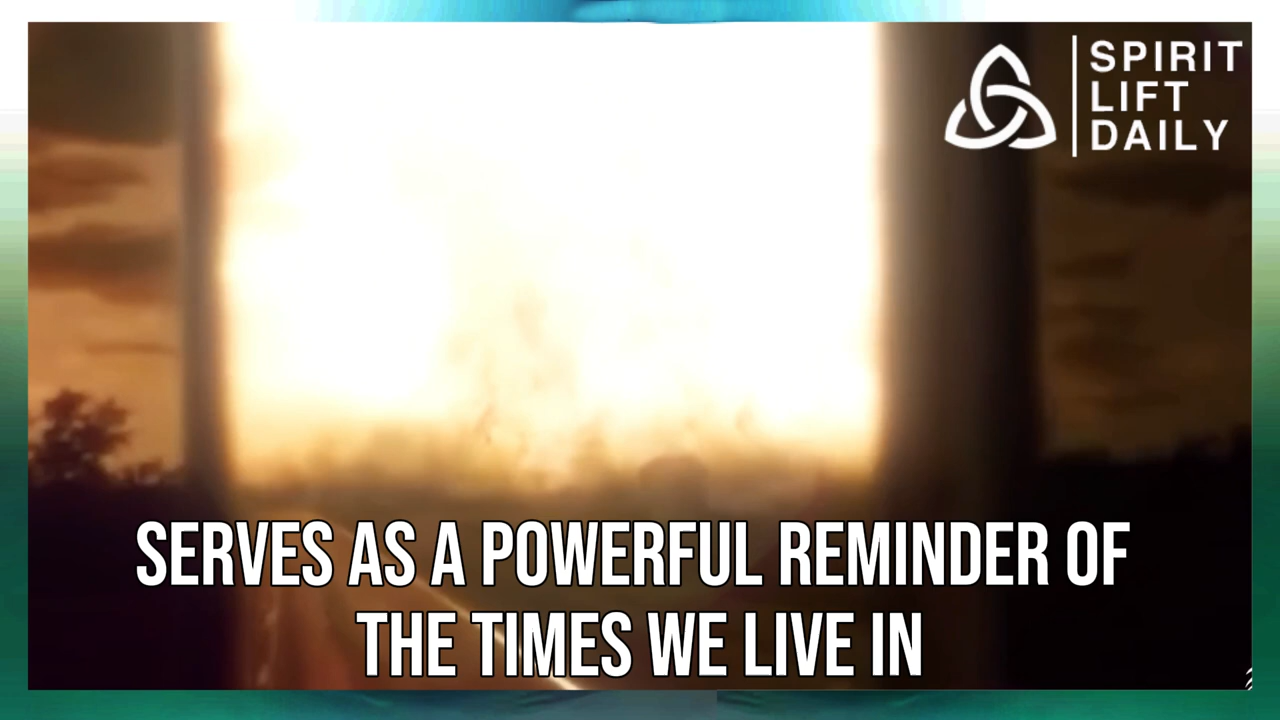 SPIRIT
LIFT
DAILY
SERVES AS A POWERFUL REMINDER OF
THE TIMES WE LIVE IN